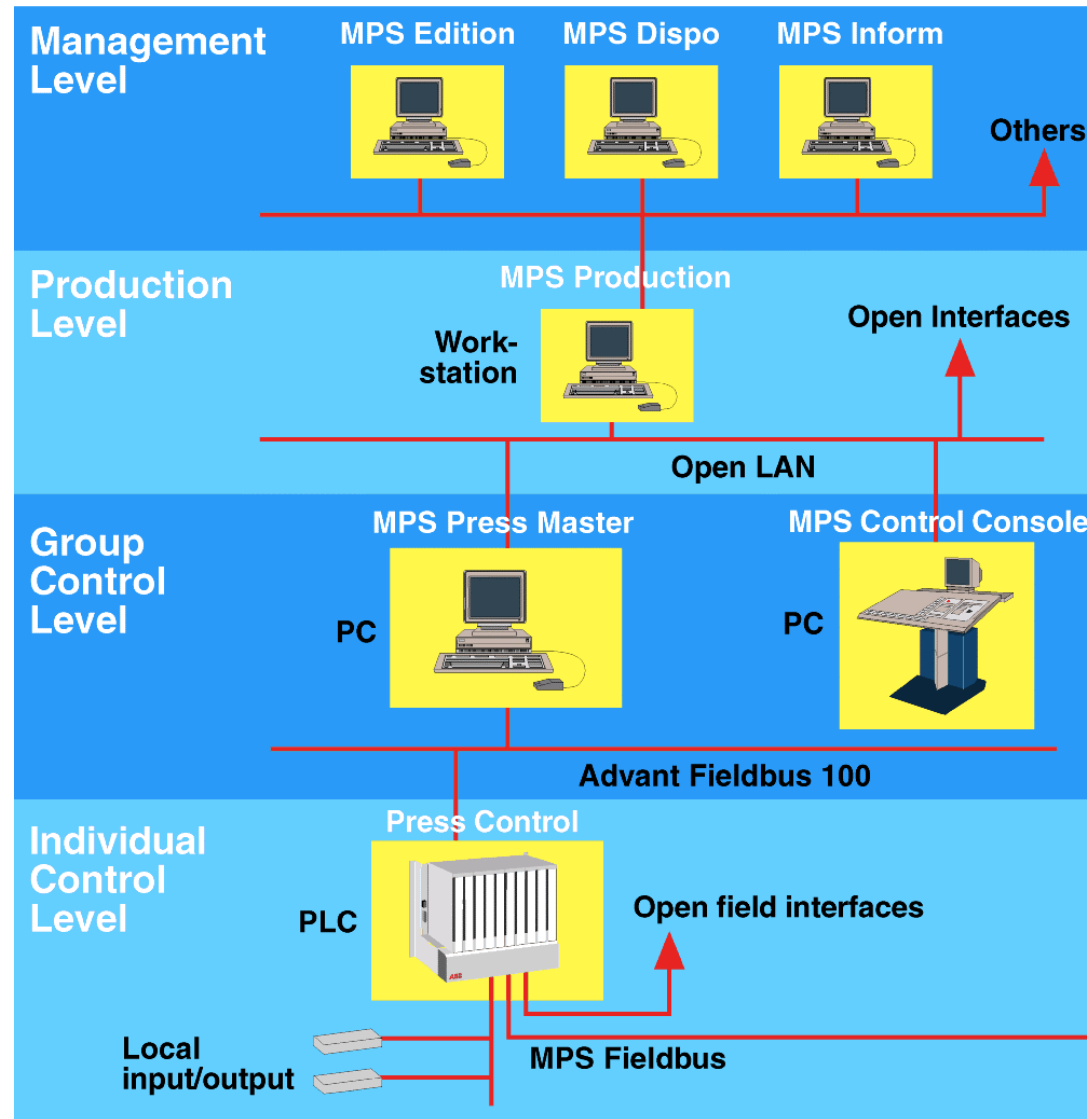 Management
Level
MPS Edition
MPS Dispo
MPS Inform
Others
Production
Level
MPS Production
Work-
station
Open Interfaces
Open LAN
Group
Control
Level
MPS Press Master
MPS Control Console
PC
PC
Advant Fieldbus 100
Individual
Control
Level
Press Control
PLC
ABB
Open field interfaces
Local
input/output
MPS Fieldbus